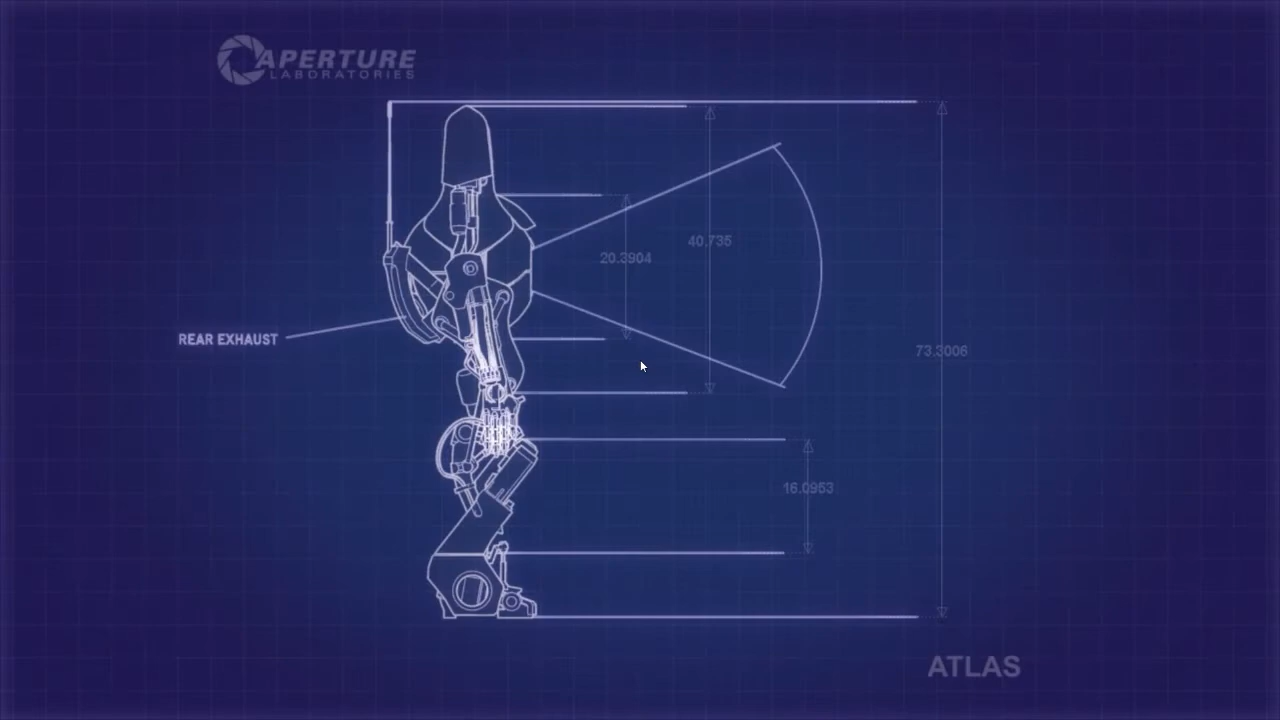 APERTURE
LABORATORIES
40.735
20.3904
REAR EXHAUST
73.3006
16.0953
ATLAS